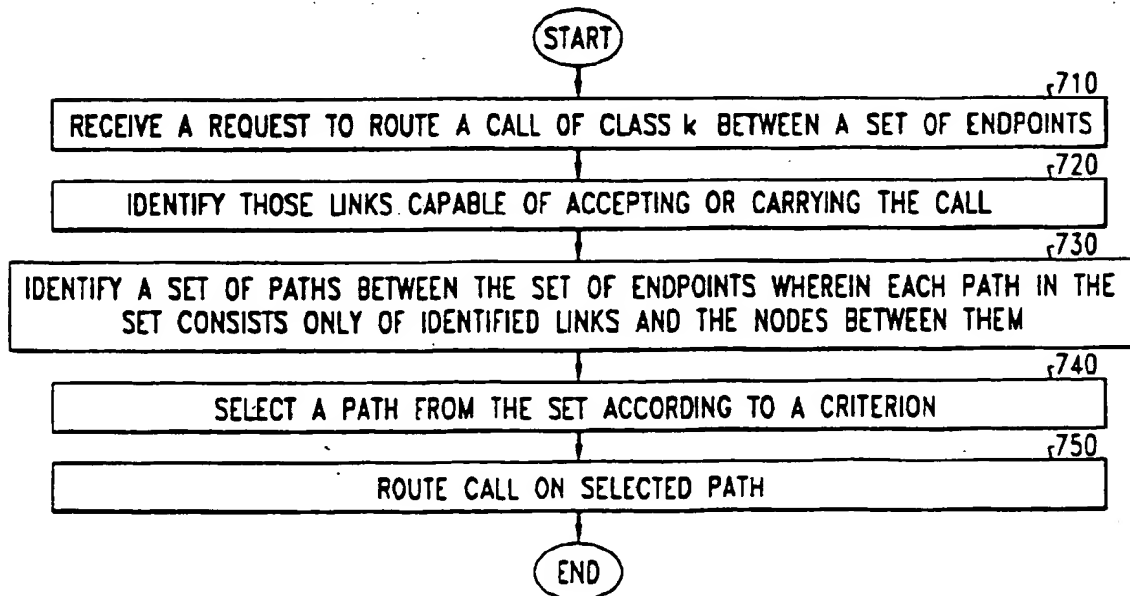 START
710
RECEIVE A REQUEST TO ROUTE A CALL OF CLASS k BETWEEN A SET OF ENDPOINTS
720
IDENTIFY THOSE LINKS CAPABLE OF ACCEPTING OR CARRYING THE CALL
730
IDENTIFY A SET OF PATHS BETWEEN THE SET OF ENDPOINTS WHEREIN EACH PATH IN THE
SET CONSISTS ONLY OF IDENTIFIED LINKS AND THE NODES BETWEEN THEM
740
SELECT A PATH FROM THE SET ACCORDING TO A CRITERION
750
ROUTE CALL ON SELECTED PATH
END